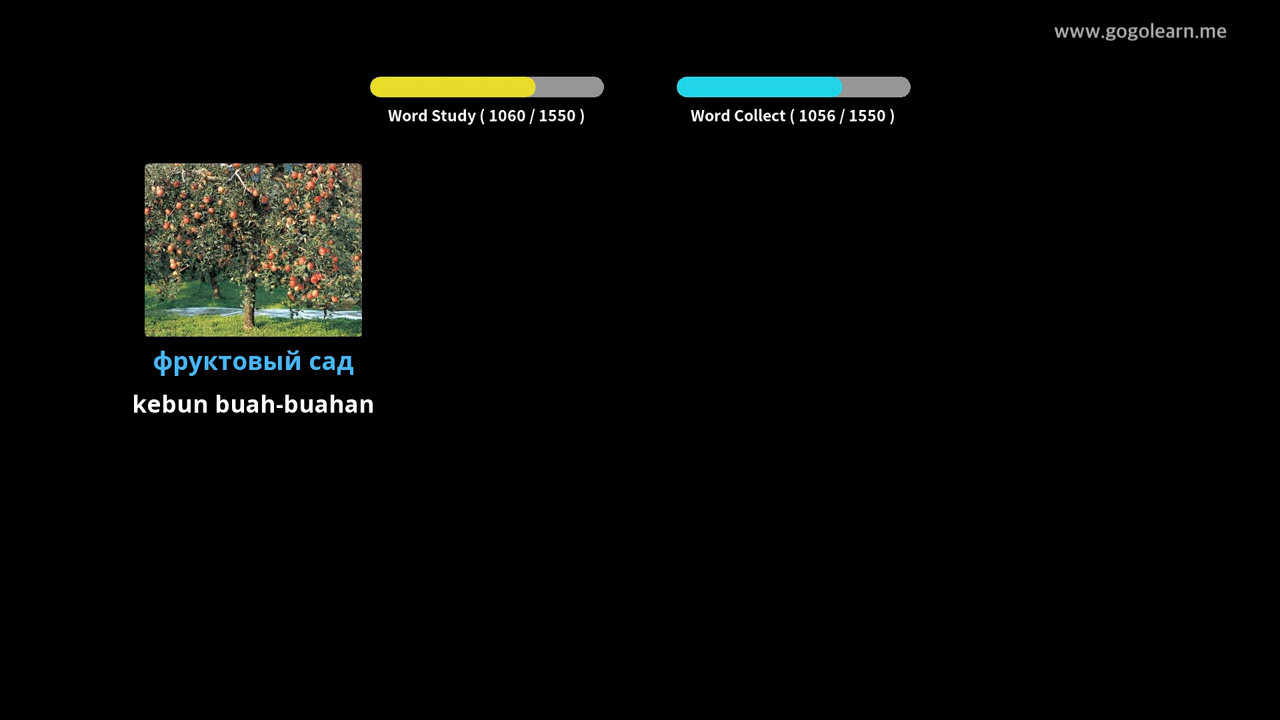 www.gogolearn.me
Word Study ( 1060 / 1550 )
Word Collect ( 1056 / 1550 )
фруктовый сад
kebun buah-buahan